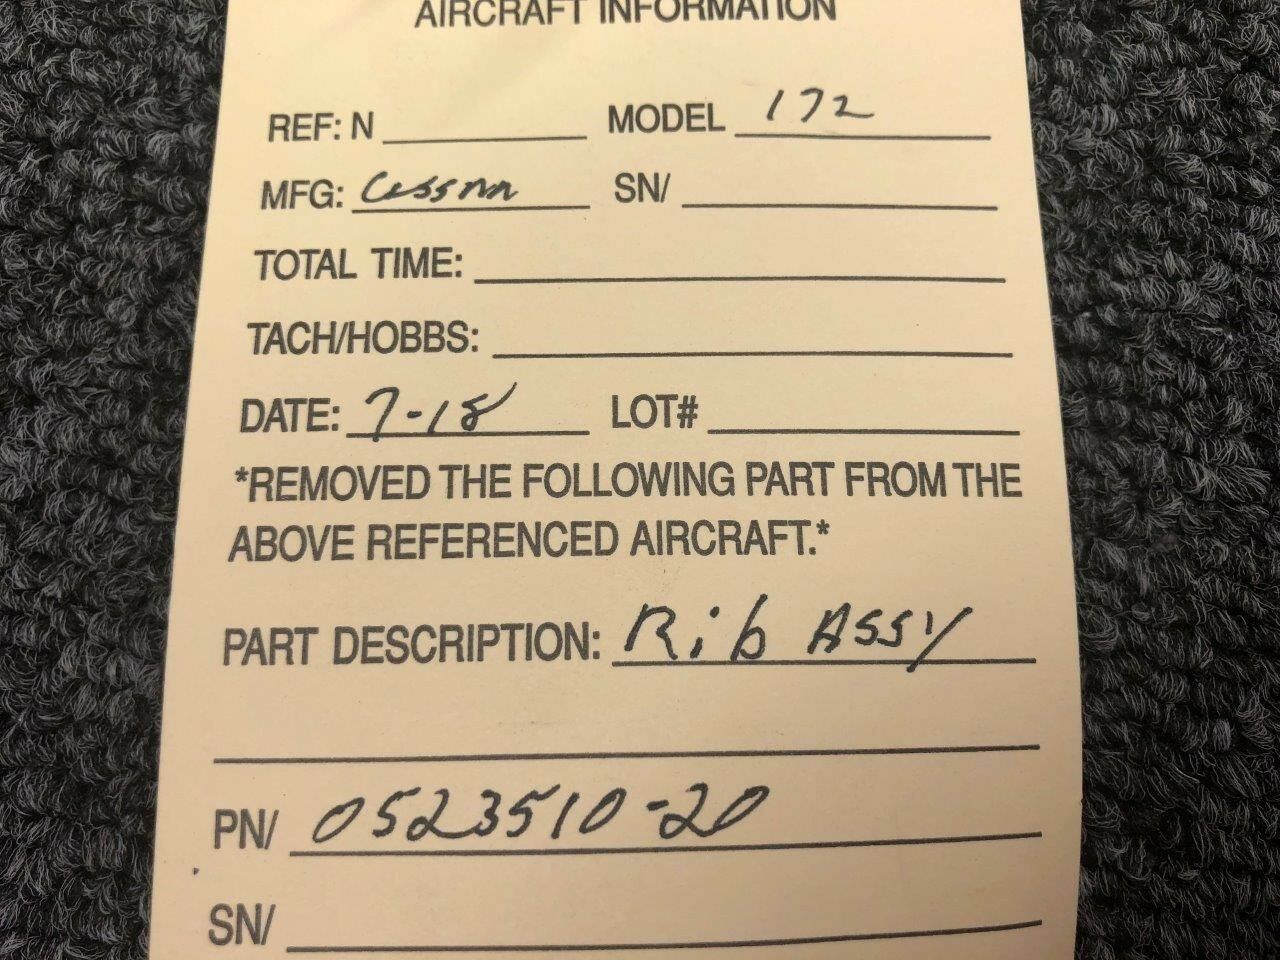 AIRCRAFT INFORMATION
REF: N MODEL 172
MFG: Cessna SN/
TOTAL TIME:
TACH/HOBBS:
DATE: 7-18 LOT#
*REMOVED THE FOLLOWING PART FROM THE
ABOVE REFERENCED AIRCRAFT.*
PART DESCRIPTION: Rib ASSY
PN/ 0523510-20
SN/